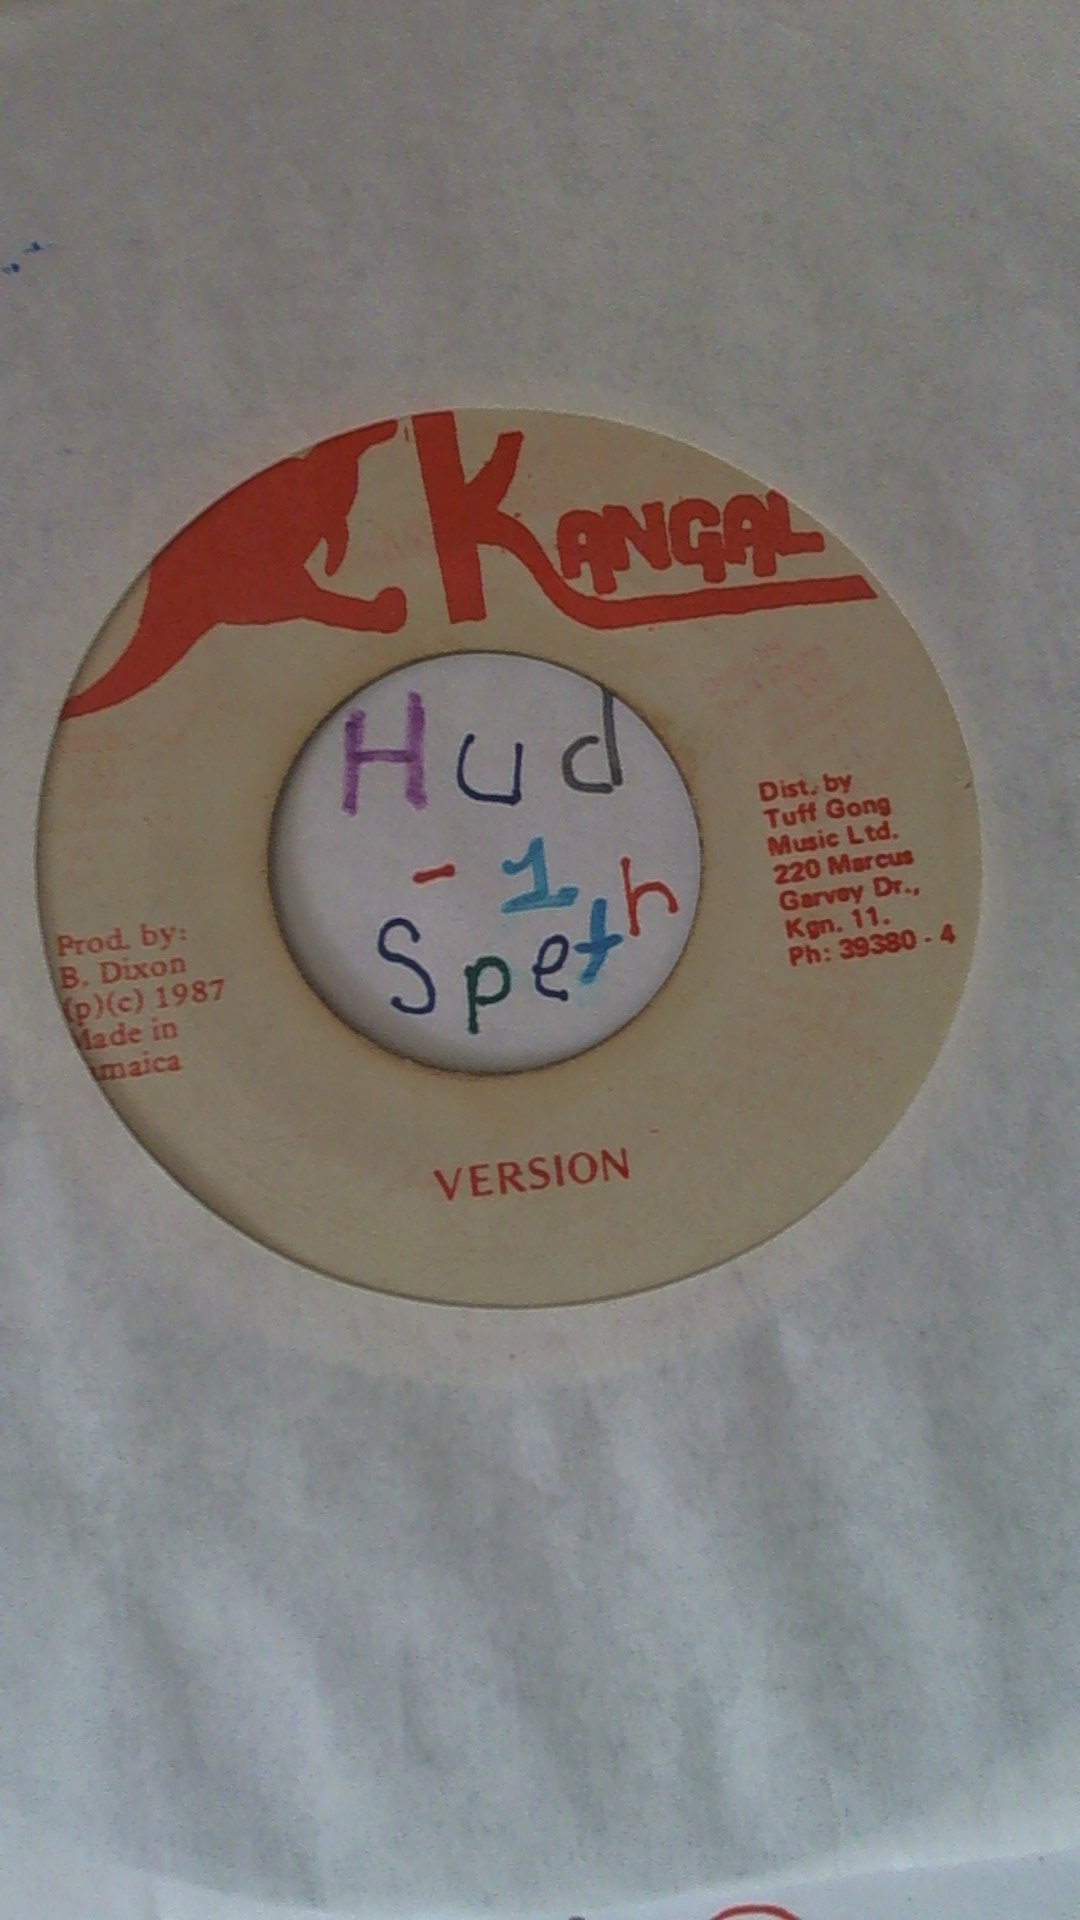 KANGAL
Hud
- 1
Speth
Dist. by
Tuff Gong
Music Ltd.
220 Marcus
Garvey Dr.,
Kgn. 11.
Ph: 39380 - 4
Prod. by:
B. Dixon
(p)(c) 1987
Made in
amaica
VERSION